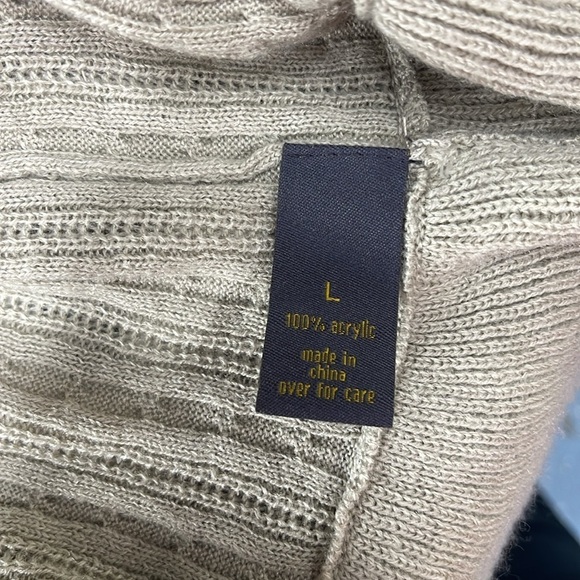 L
100% acrylic
made in
china
over for care